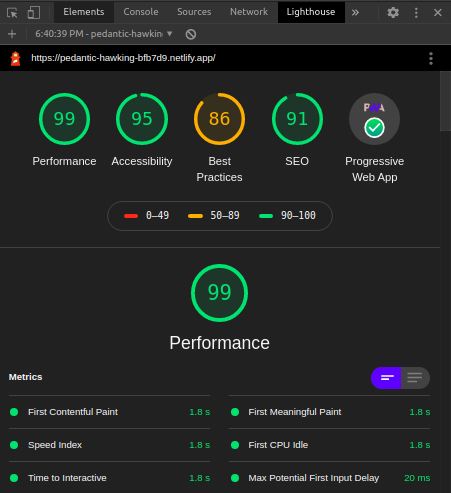 Elements Console Sources Network Lighthouse »
6:40:39 PM - pedantic-hawkin
https://pedantic-hawking-bfb7d9.netlify.app/
99 95 86 91 PWA
Performance Accessibility Best Practices SEO Progressive Web App
0–49 50–89 90–100
99
Performance
Metrics
First Contentful Paint 1.8 s First Meaningful Paint 1.8 s
Speed Index 1.8 s First CPU Idle 1.8 s
Time to Interactive 1.8 s Max Potential First Input Delay 20 ms